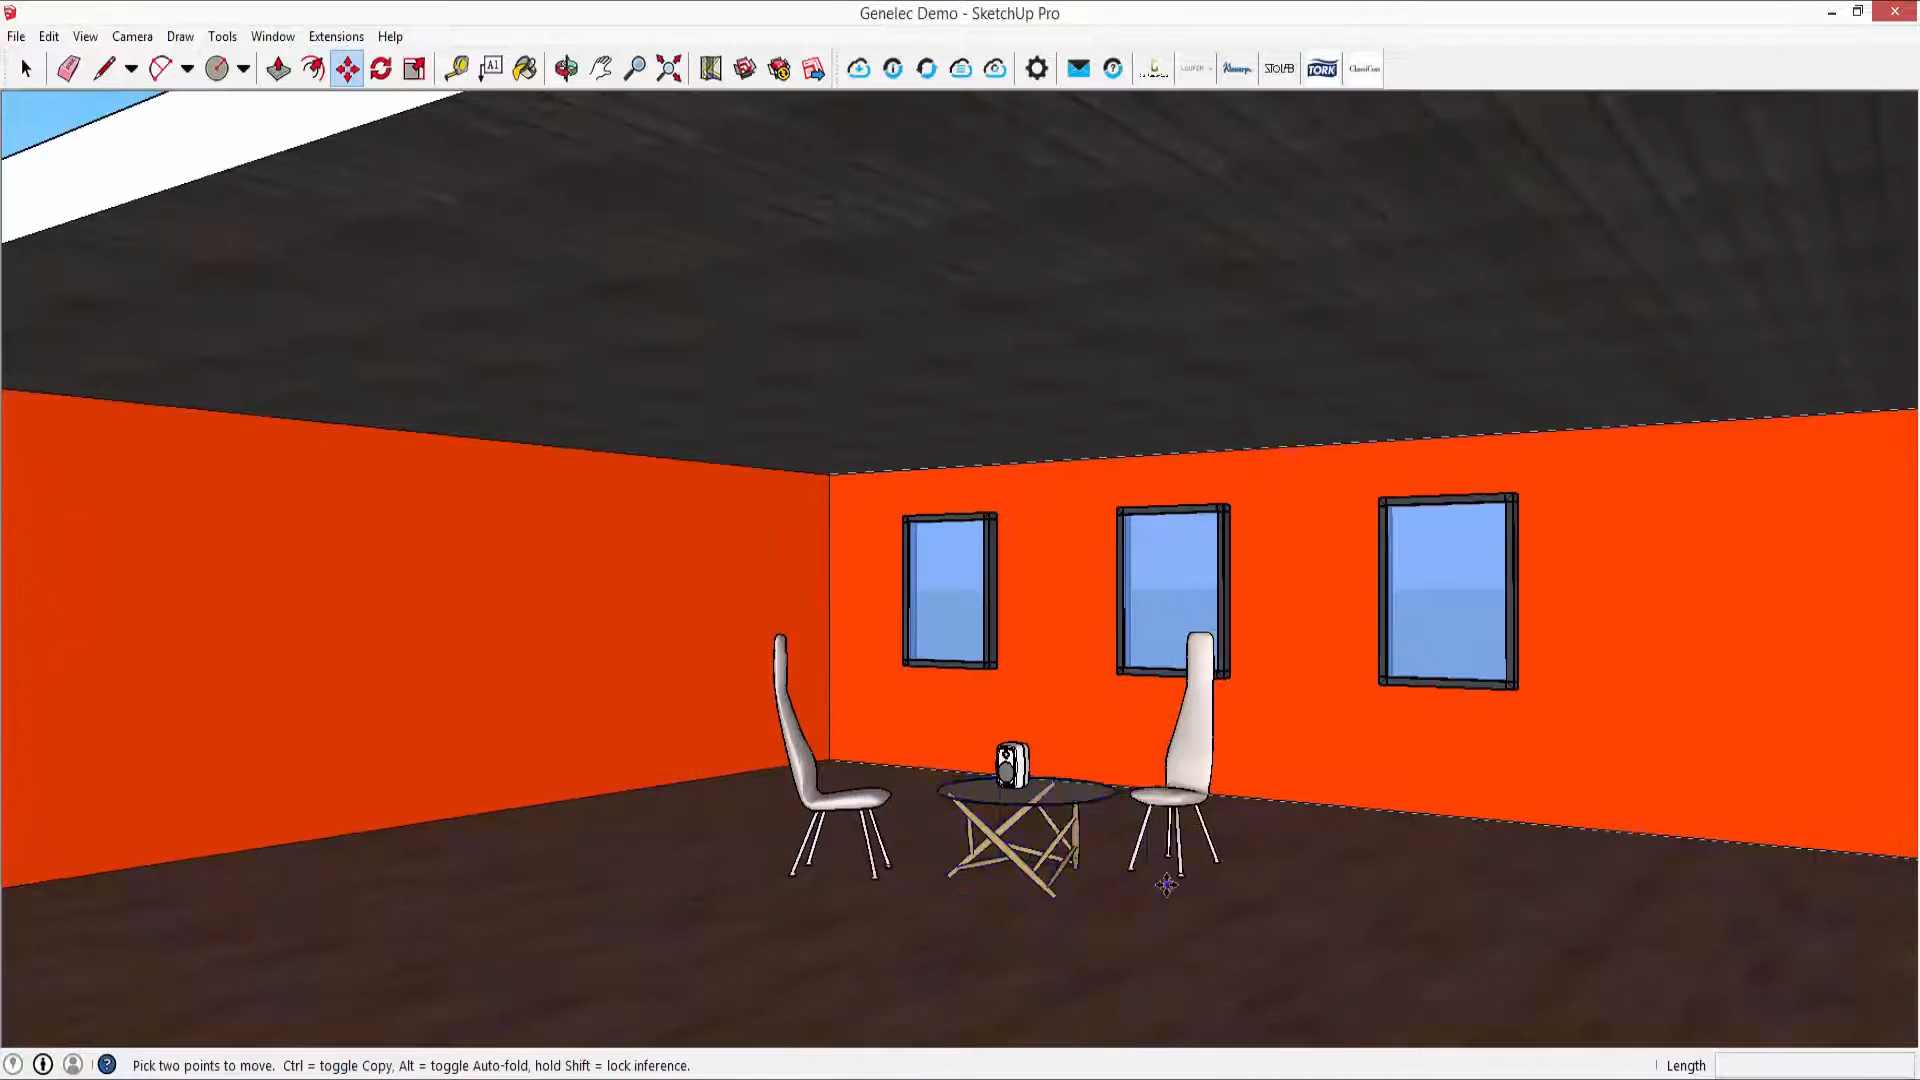 Genelec Demo - SketchUp Pro
File Edit View Camera Draw Tools Window Extensions Help
A1 STOLAB TORK
Pick two points to move. Ctrl = toggle Copy, Alt = toggle Auto-fold, hold Shift = lock inference.
Length